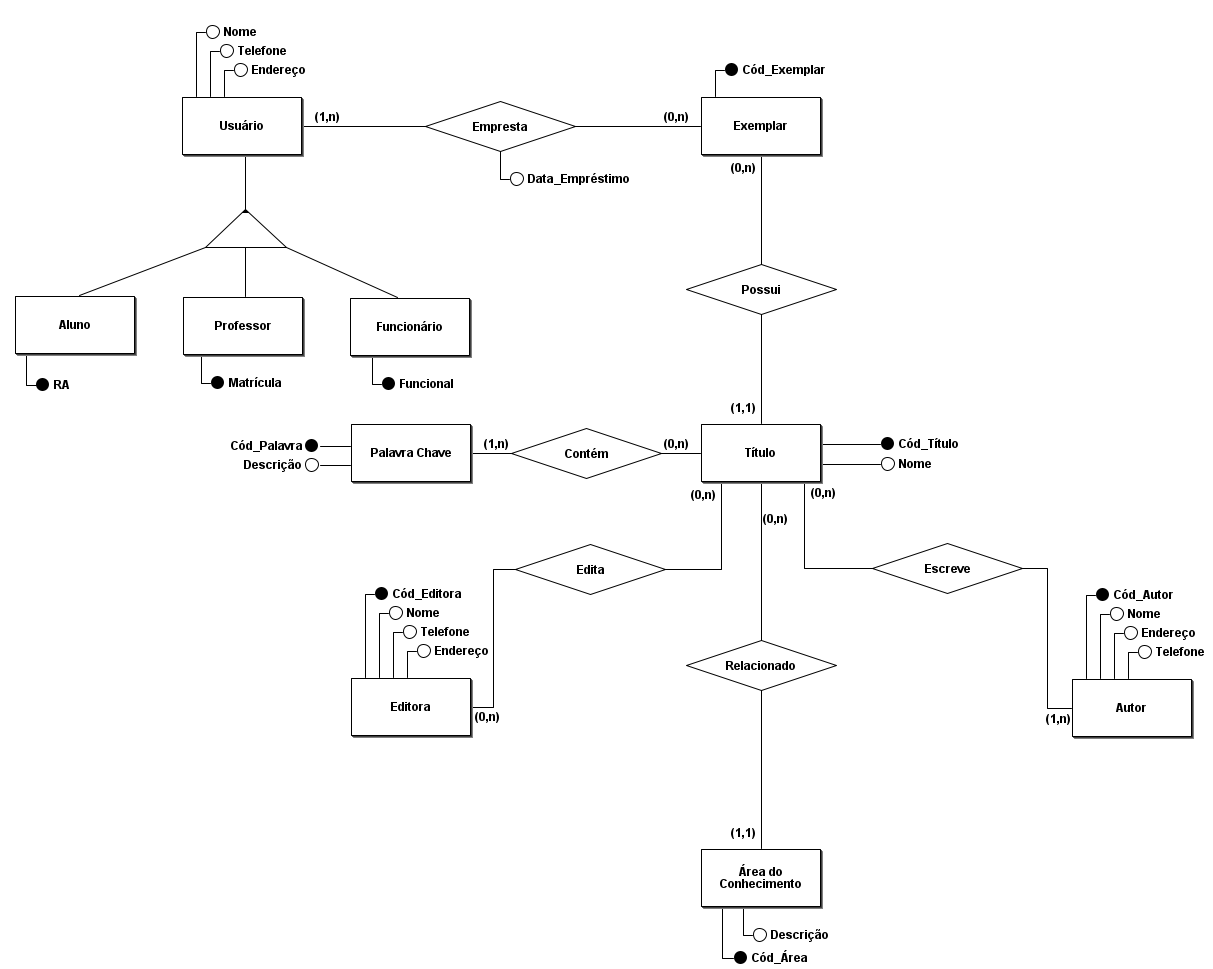 Nome
Telefone
Endereço
Cód_Exemplar
Usuário
(1,n)
Empresta
(0,n)
Exemplar
Data_Empréstimo
(0,n)
Possui
Aluno
Professor
Funcionário
RA
Matrícula
Funcional
(1,1)
Cód_Palavra
Descrição
Palavra Chave
(1,n)
Contém
(0,n)
Título
Cód_Título
Nome
(0,n)
(0,n)
(0,n)
Edita
Escreve
Cód_Editora
Nome
Telefone
Endereço
Cód_Autor
Nome
Endereço
Telefone
Relacionado
Editora
(0,n)
(1,n)
Autor
(1,1)
Área do
Conhecimento
Descrição
Cód_Área